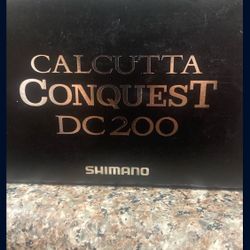 CALCUTTA
CONQUEST
DC200
SHIMANO